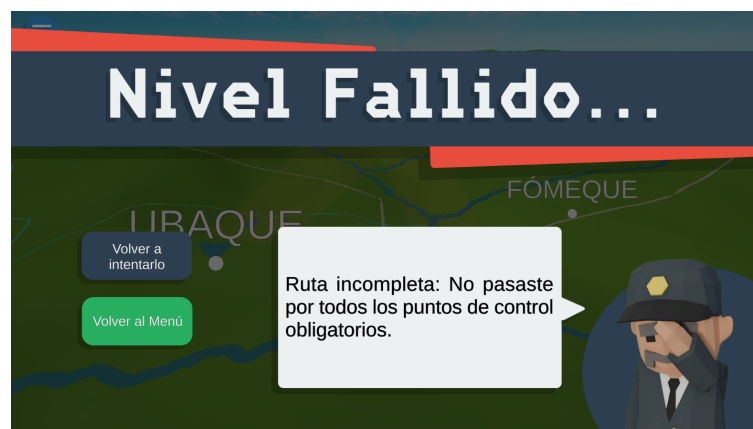 Nivel Fallido...
FÓMEQUE
UBAQUE
Volver a
intentarlo
Ruta incompleta: No pasaste
por todos los puntos de control
obligatorios.
Volver al Menú